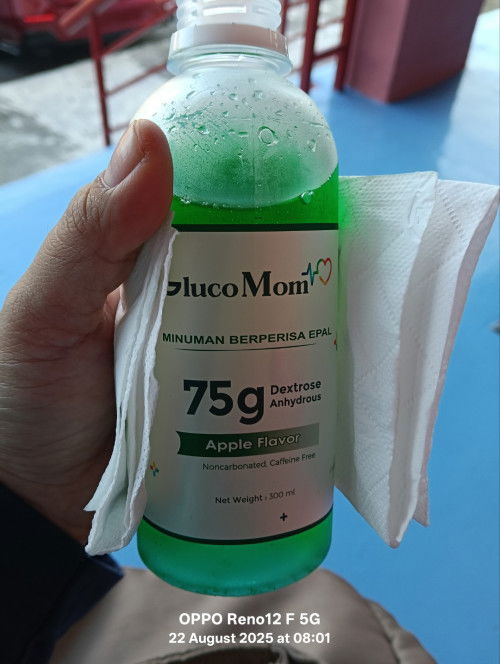 GlucoMom
MINUMAN BERPERISA EPAL
75g Dextrose
Anhydrous
Apple Flavor
Noncarbonated, Caffeine Free
Net Weight : 300 ml
OPPO Reno12 F 5G
22 August 2025 at 08:01